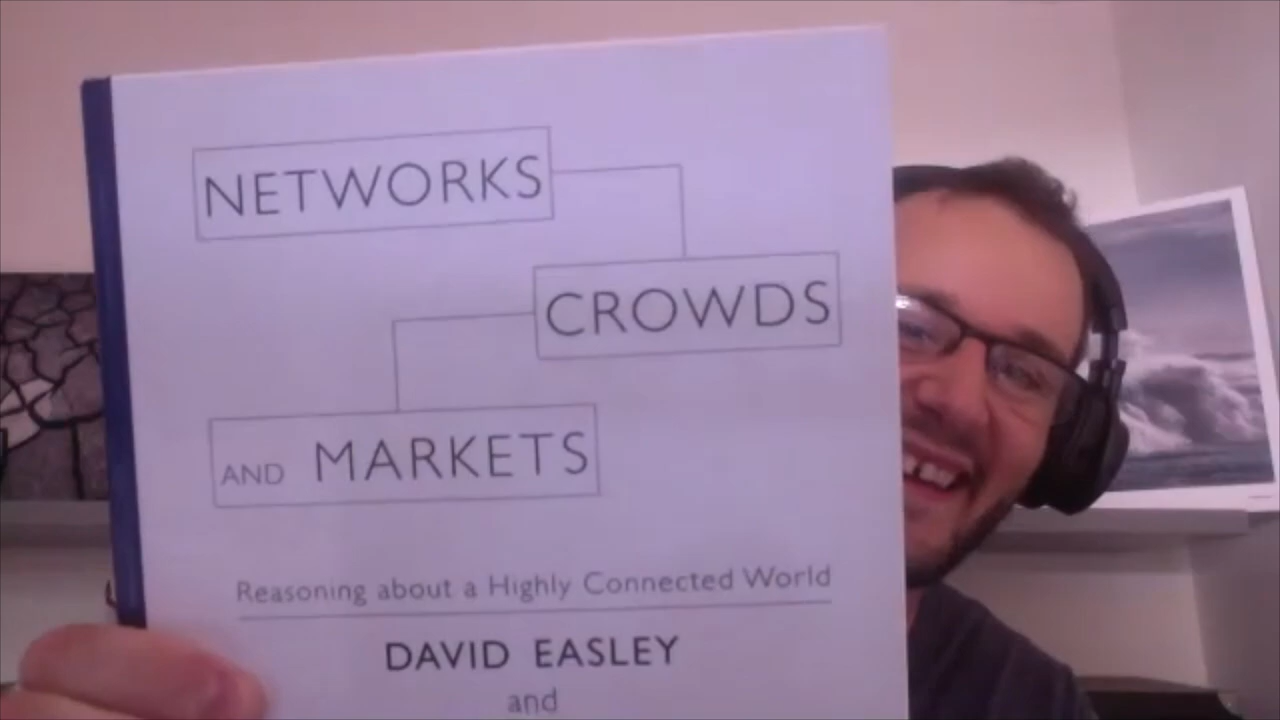 NETWORKS
CROWDS
AND MARKETS
Reasoning about a Highly Connected World
DAVID EASLEY
and